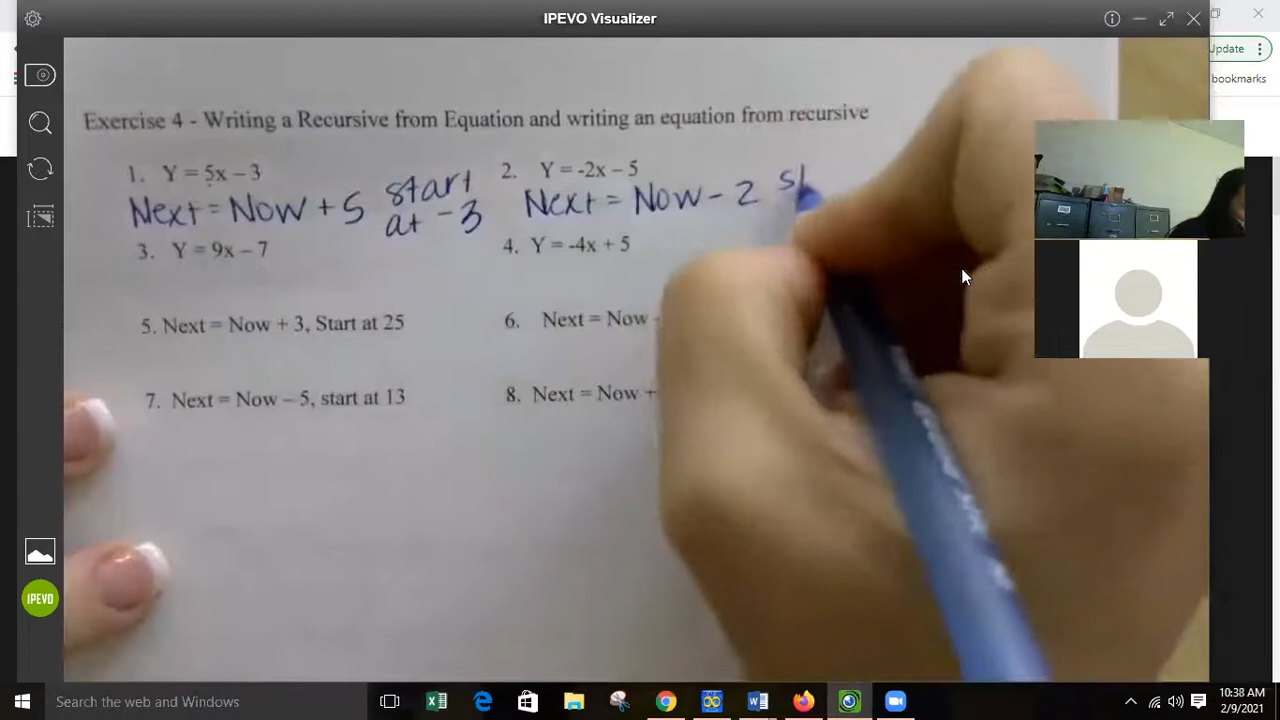 IPEVO Visualizer
Update
bookmarks
Exercise 4 - Writing a Recursive from Equation and writing an equation from recursive
1. Y = 5x – 3
2. Y = -2x – 5
Next = Now + 5 start at -3
Next = Now - 2
3. Y = 9x – 7
4. Y = -4x + 5
5. Next = Now + 3, Start at 25
6. Next = Now
7. Next = Now – 5, start at 13
8. Next = Now +
IPEVO
Search the web and Windows
10:38 AM
2/9/2021